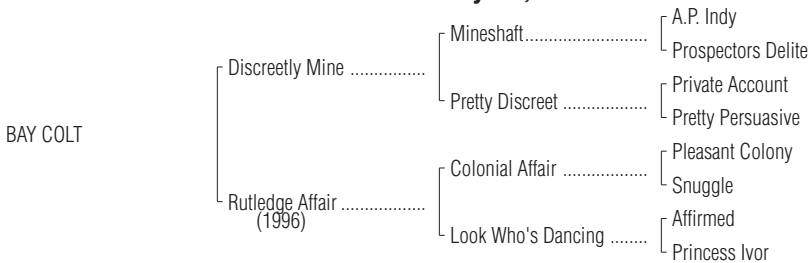 A.P. Indy
Mineshaft...........................
Prospectors Delite
Discreetly Mine ................
Private Account
Pretty Discreet ...................
Pretty Persuasive
BAY COLT
Pleasant Colony
Colonial Affair ...................
Snuggle
Rutledge Affair ..................
(1996)
Affirmed
Look Who's Dancing ........
Princess Ivor